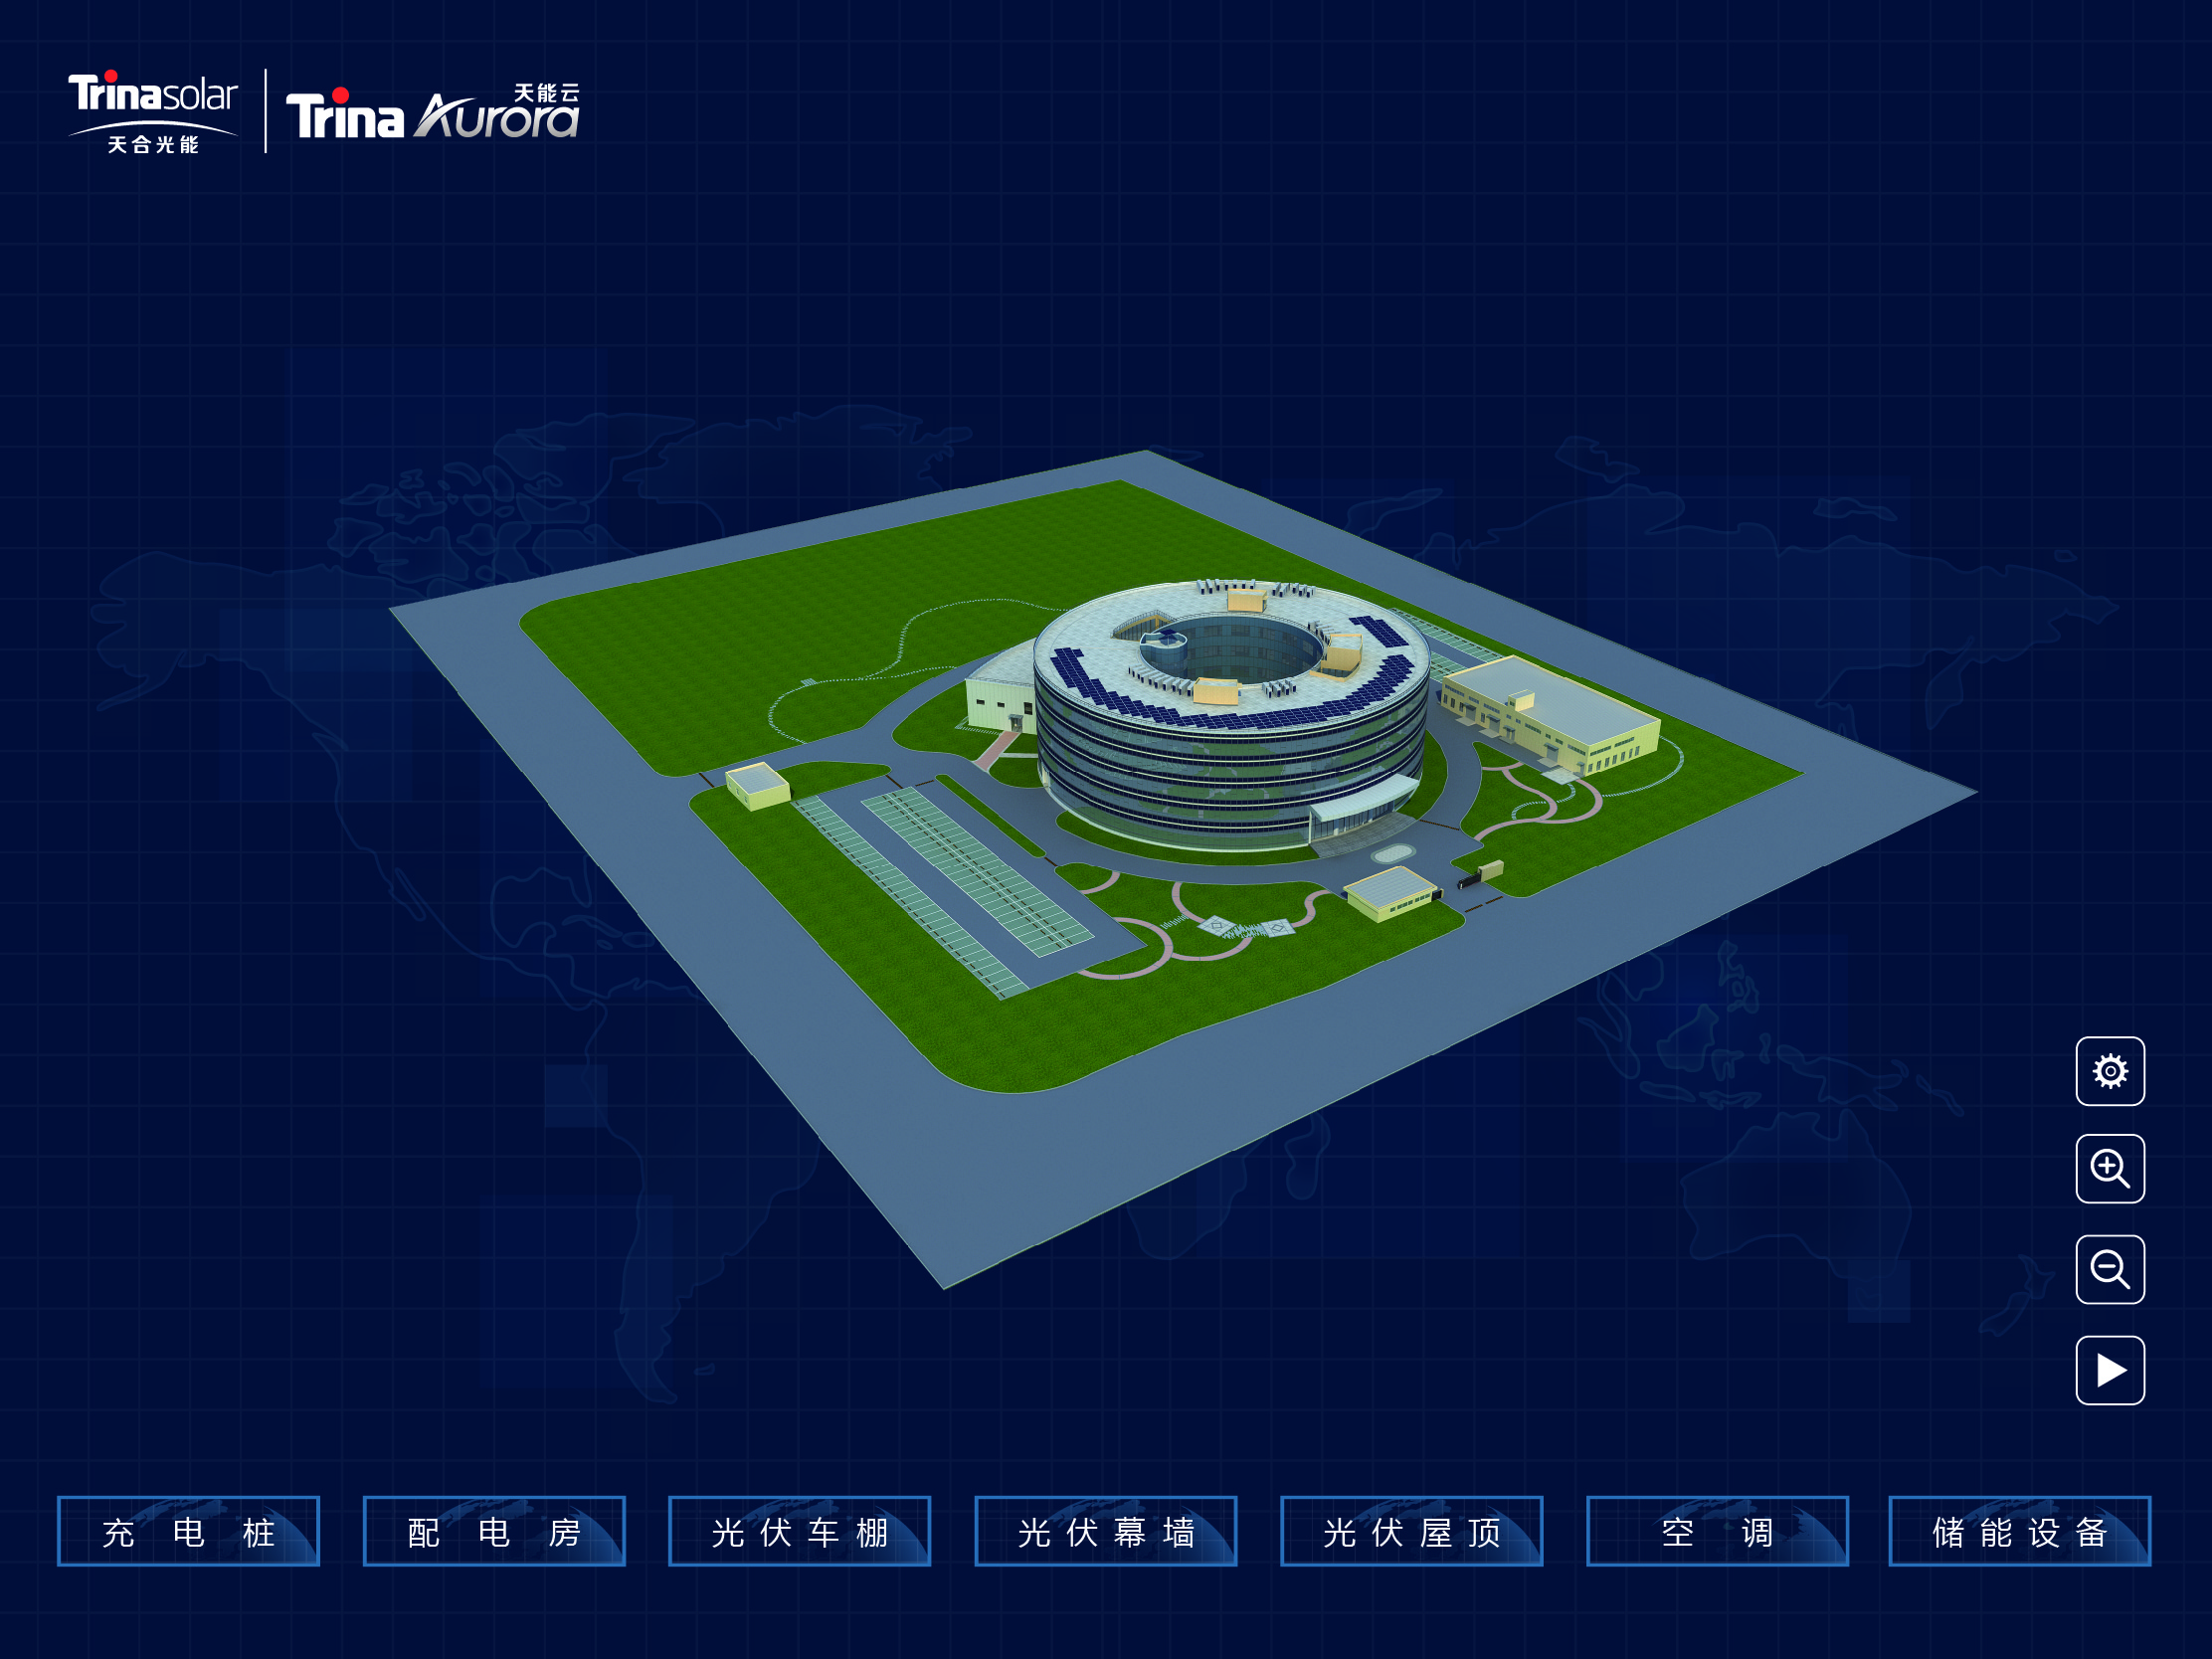 Trinasolar
天合光能
Trina Aurora 天能云
充电桩
配电房
光伏车棚
光伏幕墙
光伏屋顶
空调
储能设备